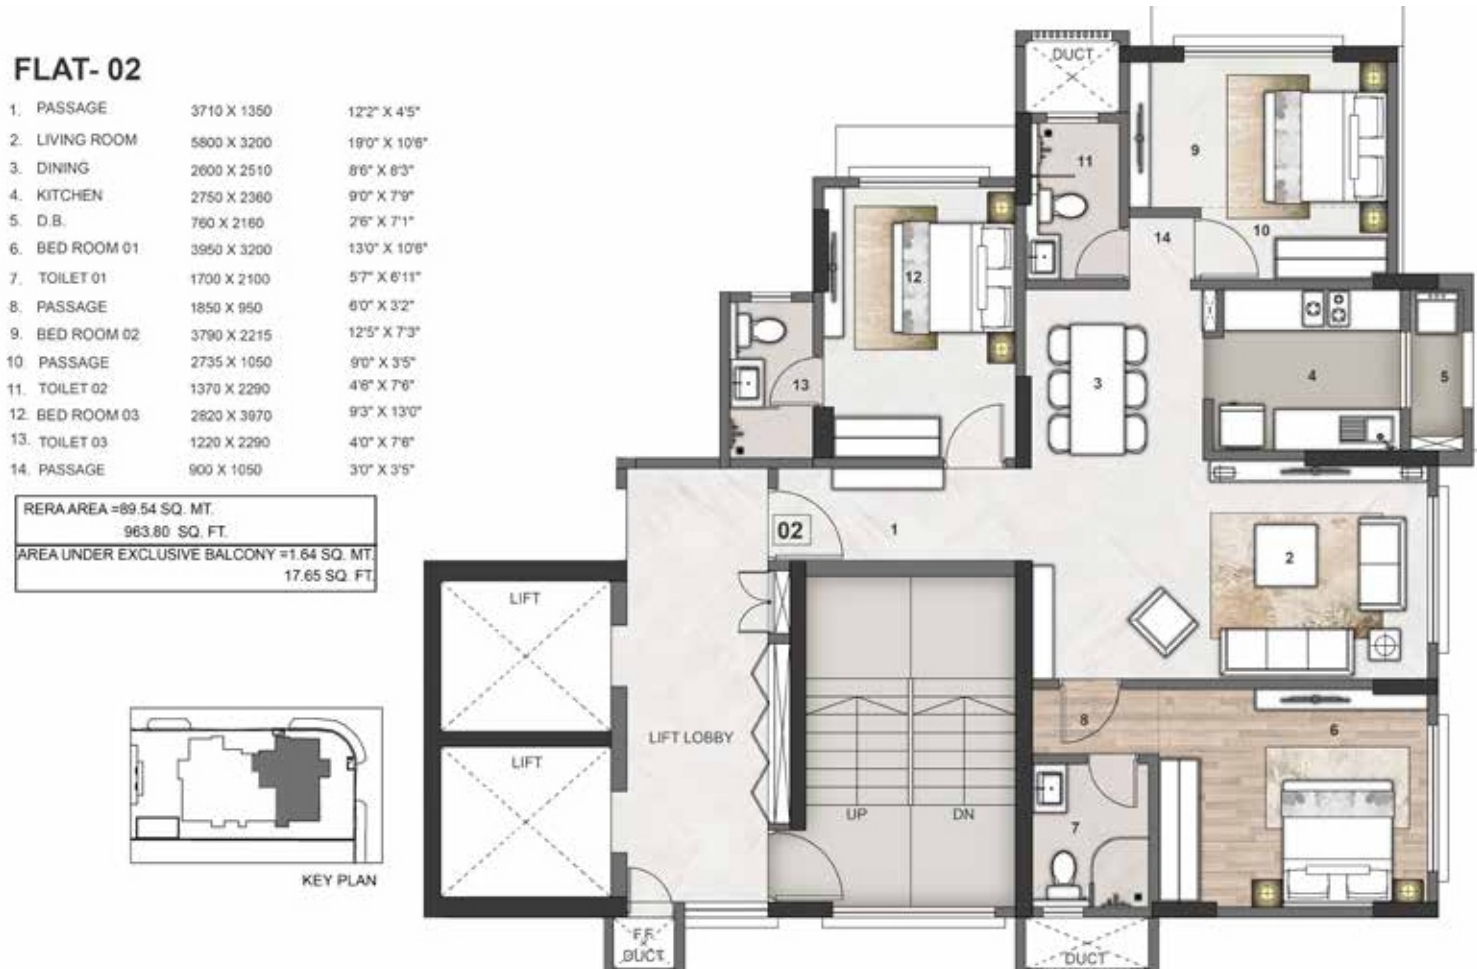 FLAT- 02
1. PASSAGE 3710 X 1350 12'2" X 4'5"
2. LIVING ROOM 5800 X 3200 19'0" X 10'6"
3. DINING 2600 X 2510 8'6" X 8'3"
4. KITCHEN 2750 X 2360 9'0" X 7'9"
5. D.B. 760 X 2160 2'6" X 7'1"
6. BED ROOM 01 3950 X 3200 13'0" X 10'6"
7. TOILET 01 1700 X 2100 5'7" X 6'11"
8. PASSAGE 1850 X 950 6'0" X 3'2"
9. BED ROOM 02 3790 X 2215 12'5" X 7'3"
10 PASSAGE 2735 X 1050 9'0" X 3'5"
11. TOILET 02 1370 X 2290 4'6" X 7'6"
12. BED ROOM 03 2820 X 3970 9'3" X 13'0"
13. TOILET 03 1220 X 2290 4'0" X 7'6"
14. PASSAGE 900 X 1050 3'0" X 3'5"
RERA AREA =89.54 SQ. MT.
963.80 SQ. FT.
AREA UNDER EXCLUSIVE BALCONY =1.64 SQ. MT.
17.65 SQ. FT.
KEY PLAN
DUCT
11
9
10
14
12
13
3
4
5
02
1
2
LIFT
LIFT LOBBY
LIFT
UP
DN
8
6
7
F.F.
DUCT
DUCT